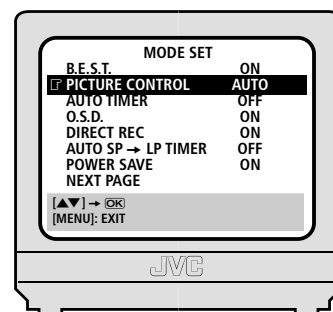 MODE SET
B.E.S.T. ON
☞ PICTURE CONTROL AUTO
AUTO TIMER OFF
O.S.D. ON
DIRECT REC ON
AUTO SP → LP TIMER OFF
POWER SAVE ON
NEXT PAGE
[▲▼] → OK
[MENU]: EXIT
JVC